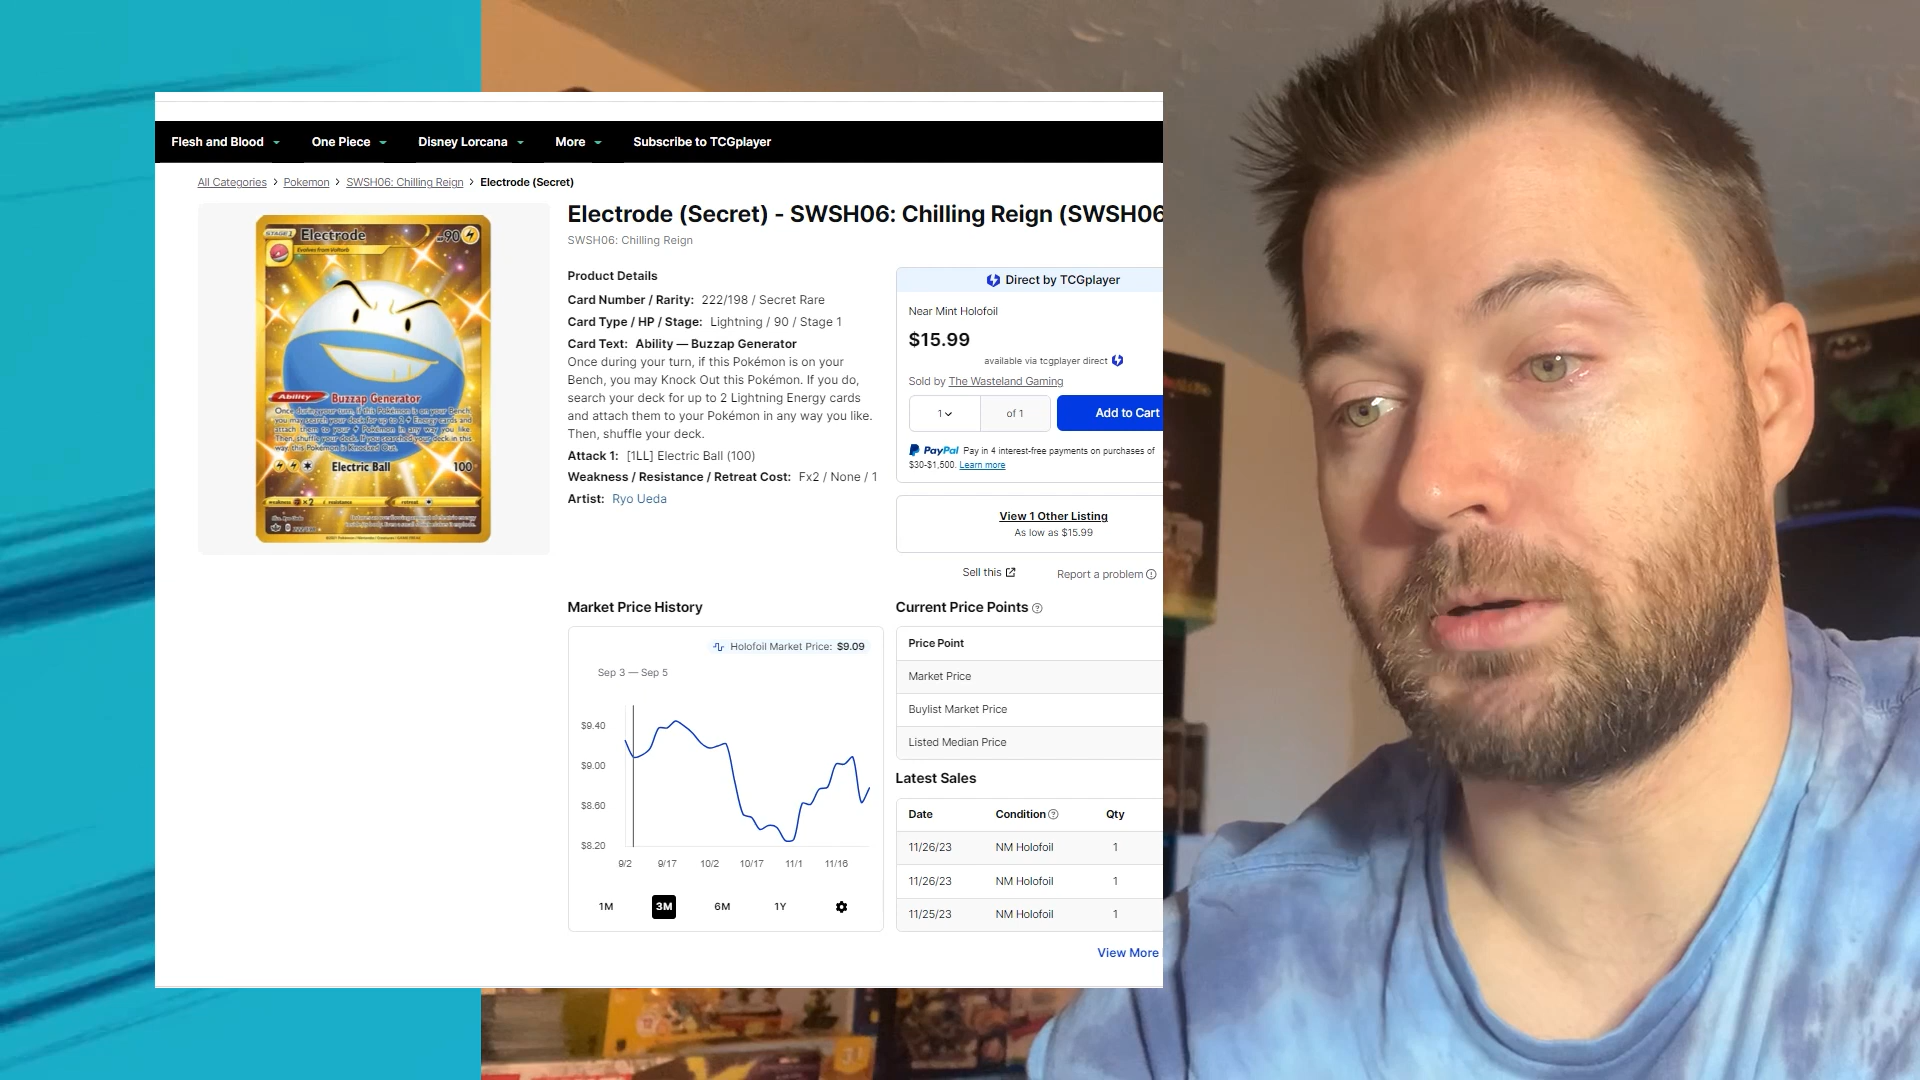 Flesh and Blood One Piece Disney Lorcana More Subscribe to TCGplayer
All Categories > Pokemon > SWSH06: Chilling Reign > Electrode (Secret)
Electrode (Secret) - SWSH06: Chilling Reign (SWSH06
SWSH06: Chilling Reign
STAGE 1 Electrode 90
Evolves from Voltorb
Ability Buzzap Generator
Electric Ball 100
weakness ×2 resistance retreat
Product Details
Card Number / Rarity: 222/198 / Secret Rare
Card Type / HP / Stage: Lightning / 90 / Stage 1
Card Text: Ability — Buzzap Generator
Once during your turn, if this Pokémon is on your
Bench, you may Knock Out this Pokémon. If you do,
search your deck for up to 2 Lightning Energy cards
and attach them to your Pokémon in any way you like.
Then, shuffle your deck.
Attack 1: [1LL] Electric Ball (100)
Weakness / Resistance / Retreat Cost: Fx2 / None / 1
Artist: Ryo Ueda
Direct by TCGplayer
Near Mint Holofoil
$15.99
available via tcgplayer direct
Sold by The Wasteland Gaming
1 of 1 Add to Cart
PayPal Pay in 4 interest-free payments on purchases of
$30-$1,500. Learn more
View 1 Other Listing
As low as $15.99
Sell this Report a problem
Market Price History
Holofoil Market Price: $9.09
Sep 3 — Sep 5
$9.40
$9.00
$8.60
$8.20
9/2 9/17 10/2 10/17 11/1 11/16
1M 3M 6M 1Y
Current Price Points
Price Point
Market Price
Buylist Market Price
Listed Median Price
Latest Sales
Date Condition Qty
11/26/23 NM Holofoil 1
11/26/23 NM Holofoil 1
11/25/23 NM Holofoil 1
View More